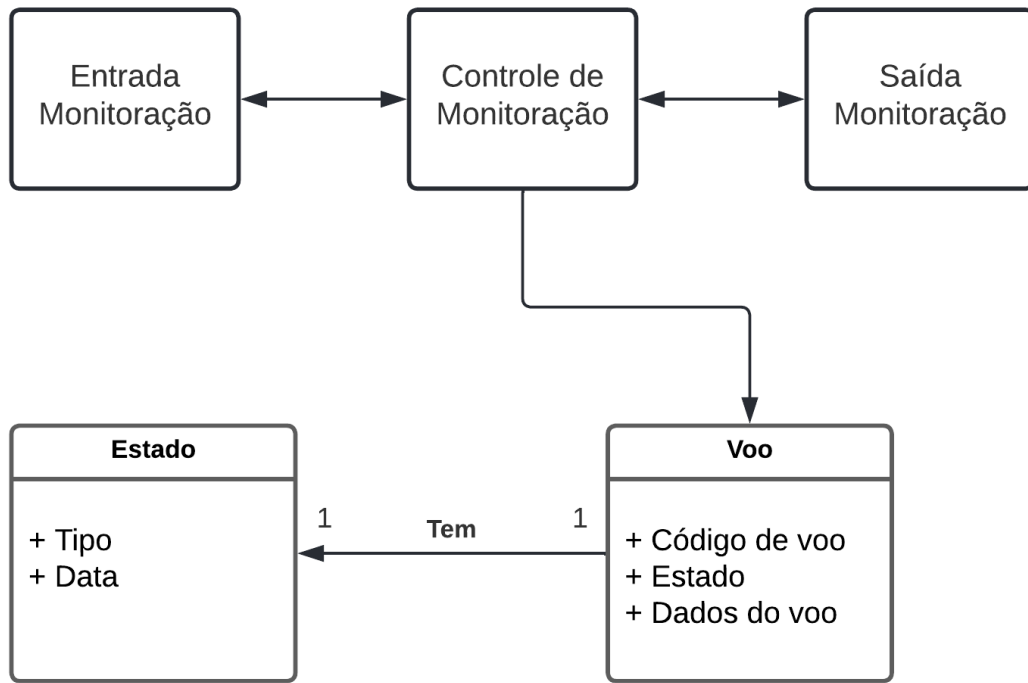 Entrada
Monitoração
Controle de
Monitoração
Saída
Monitoração
Estado
+ Tipo
+ Data
1
Tem
1
Voo
+ Código de voo
+ Estado
+ Dados do voo